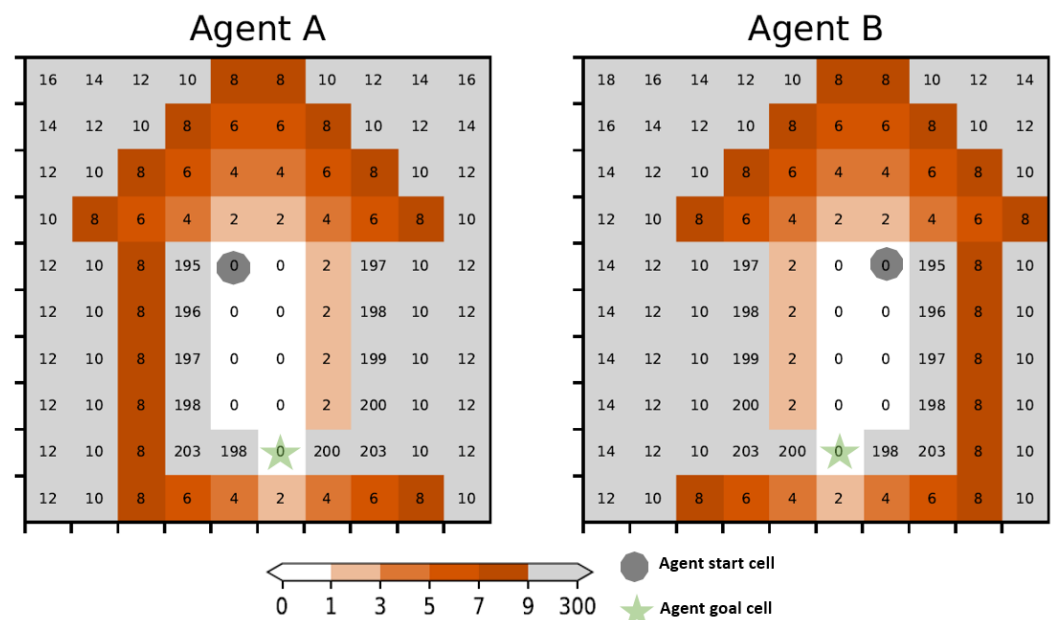 Agent A
Agent B
16 14 12 10 8 8 10 12 14 16
18 16 14 12 10 8 8 10 12 14
14 12 10 8 6 6 8 10 12 14
16 14 12 10 8 6 6 8 10 12
12 10 8 6 4 4 6 8 10 12
14 12 10 8 6 4 4 6 8 10
10 8 6 4 2 2 4 6 8 10
12 10 8 6 4 2 2 4 6 8
12 10 8 195 0 0 2 197 10 12
14 12 10 197 2 0 0 195 8 10
12 10 8 196 0 0 2 198 10 12
14 12 10 198 2 0 0 196 8 10
12 10 8 197 0 0 2 199 10 12
14 12 10 199 2 0 0 197 8 10
12 10 8 198 0 0 2 200 10 12
14 12 10 200 2 0 0 198 8 10
12 10 8 203 198 0 200 203 10 12
14 12 10 203 200 0 198 203 8 10
12 10 8 6 4 2 4 6 8 10
12 10 8 6 4 2 4 6 8 10
0 1 3 5 7 9 300
Agent start cell
Agent goal cell